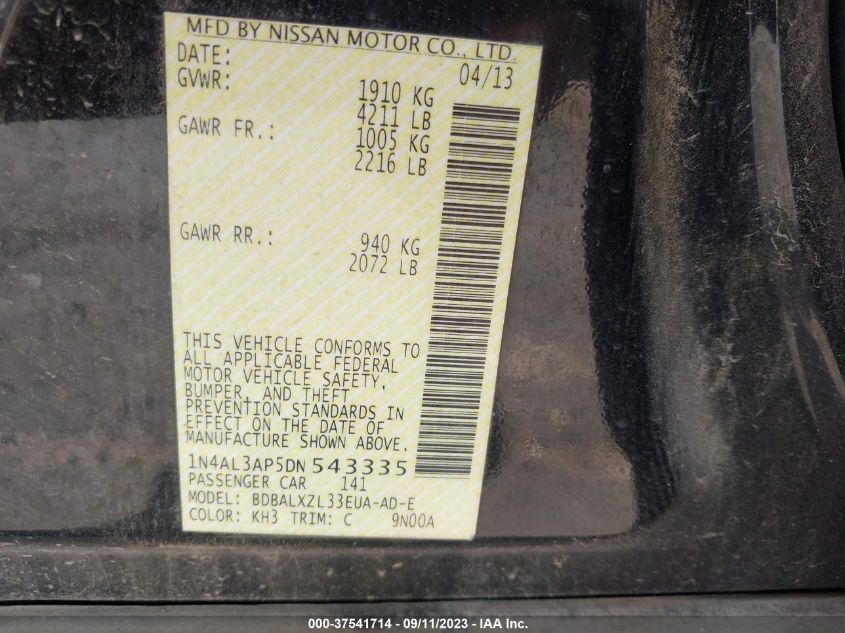 MFD BY NISSAN MOTOR CO., LTD.
DATE: 04/13
GVWR: 1910 KG
4211 LB
GAWR FR.: 1005 KG
2216 LB
GAWR RR.: 940 KG
2072 LB
THIS VEHICLE CONFORMS TO
ALL APPLICABLE FEDERAL
MOTOR VEHICLE SAFETY,
BUMPER, AND THEFT
PREVENTION STANDARDS IN
EFFECT ON THE DATE OF
MANUFACTURE SHOWN ABOVE.
1N4AL3AP5DN 543335
PASSENGER CAR 141
MODEL: BDBALXZL33EUA-AD-E
COLOR: KH3 TRIM: C 9N00A
000-37541714 - 09/11/2023 - IAA Inc.